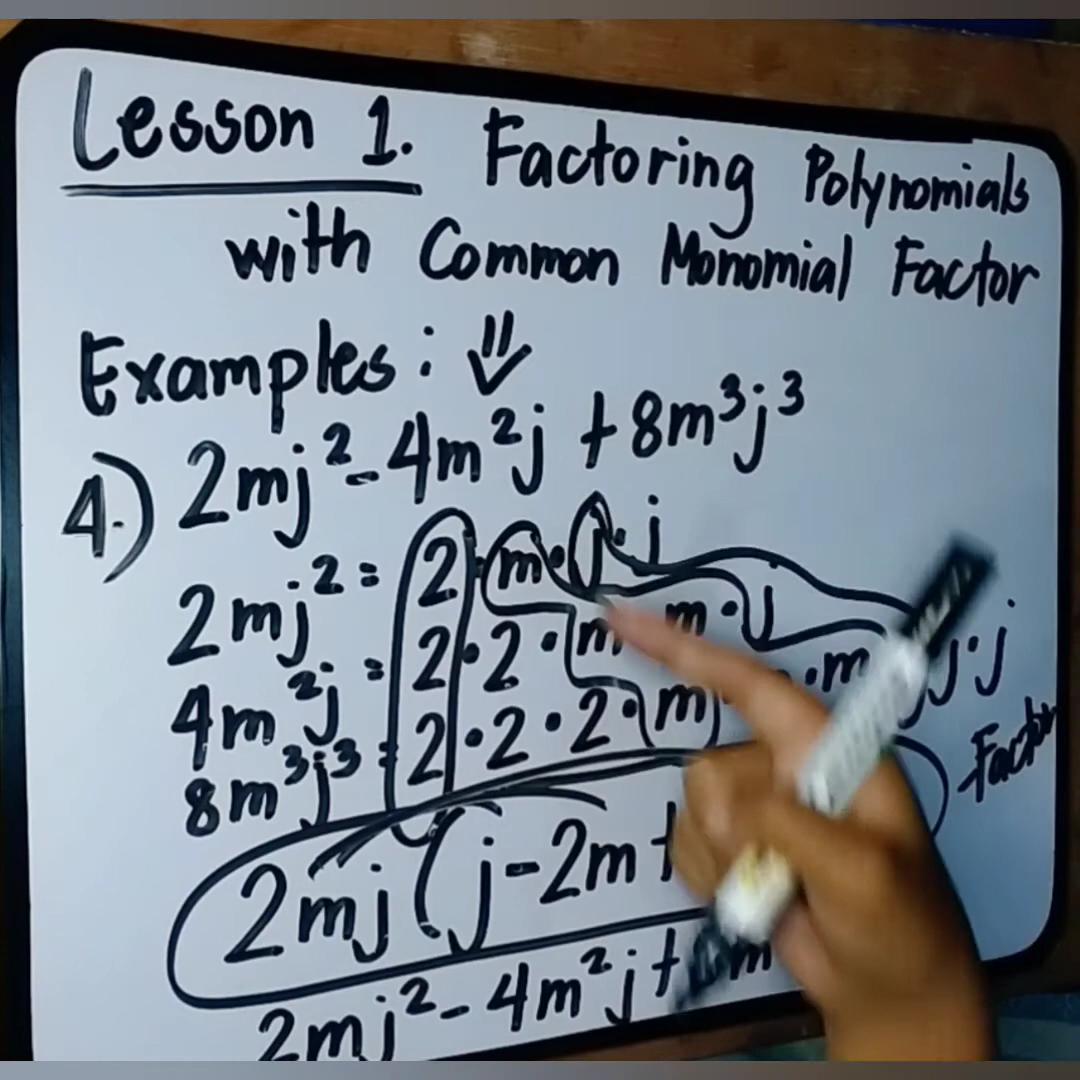 Lesson 1. Factoring Polynomials
with Common Monomial Factor
Examples: ⇓
4.) 2mj² - 4m²j + 8m³j³
2mj² = 2 · m · j · j
4m²j = 2 · 2 · m m · j
8m³j³ = 2 · 2 · 2 · m · m j · j
2mj (j - 2m +
2mj² - 4m²j +